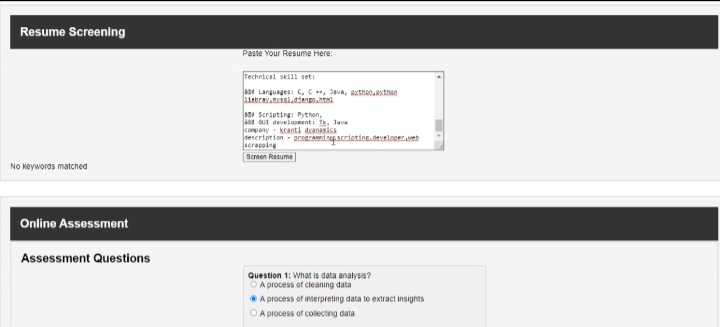 Resume Screening
Paste Your Resume Here:
Technical skill set:
Languages: C, C ++, Java, python,python
liabray,mysql,django,html
Scripting: Python,
GUI development: Tk, Java
company - kranti dyanamics
description - programming,scripting,developer,web
scrapping
Screen Resume
No keywords matched
Online Assessment
Assessment Questions
Question 1: What is data analysis?
A process of cleaning data
A process of interpreting data to extract insights
A process of collecting data